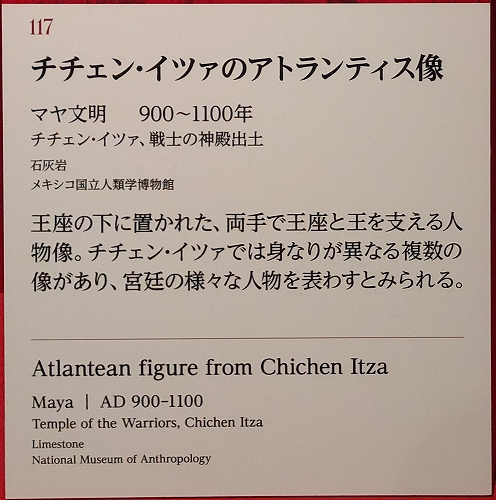 117
チチェン・イツァのアトランティス像
マヤ文明　900～1100年
チチェン・イツァ、戦士の神殿出土
石灰岩
メキシコ国立人類学博物館
王座の下に置かれた、両手で王座と王を支える人
物像。チチェン・イツァでは身なりが異なる複数の
像があり、宮廷の様々な人物を表わすとみられる。
Atlantean figure from Chichen Itza
Maya | AD 900-1100
Temple of the Warriors, Chichen Itza
Limestone
National Museum of Anthropology